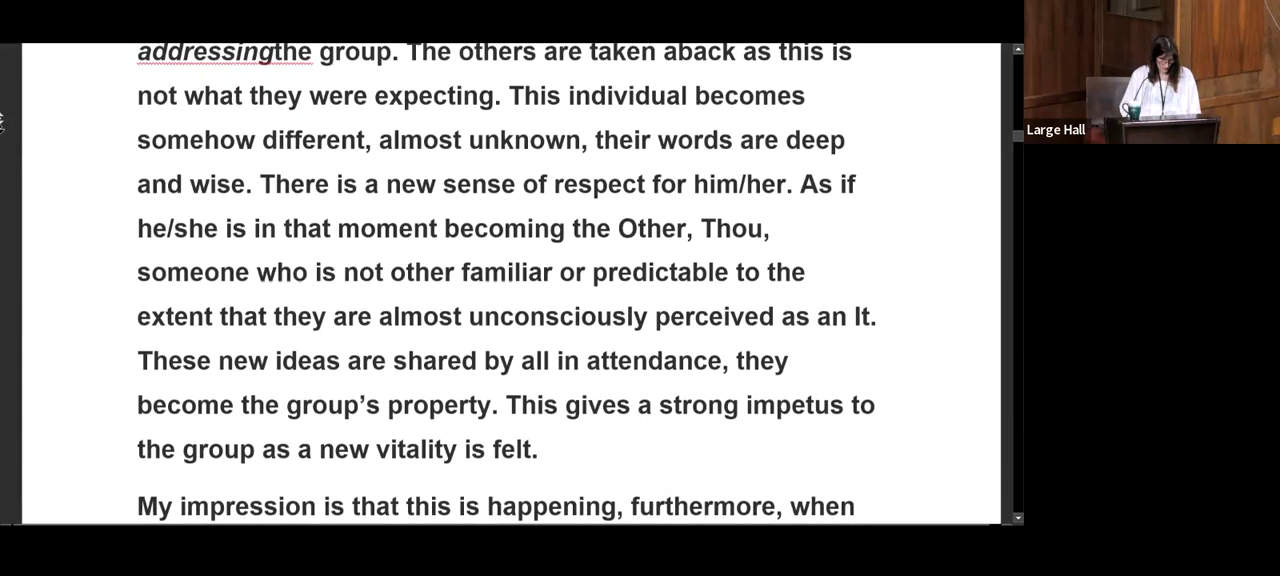 addressingthe group. The others are taken aback as this is
not what they were expecting. This individual becomes
somehow different, almost unknown, their words are deep
and wise. There is a new sense of respect for him/her. As if
he/she is in that moment becoming the Other, Thou,
someone who is not other familiar or predictable to the
extent that they are almost unconsciously perceived as an It.
These new ideas are shared by all in attendance, they
become the group’s property. This gives a strong impetus to
the group as a new vitality is felt.
My impression is that this is happening, furthermore, when
Large Hall